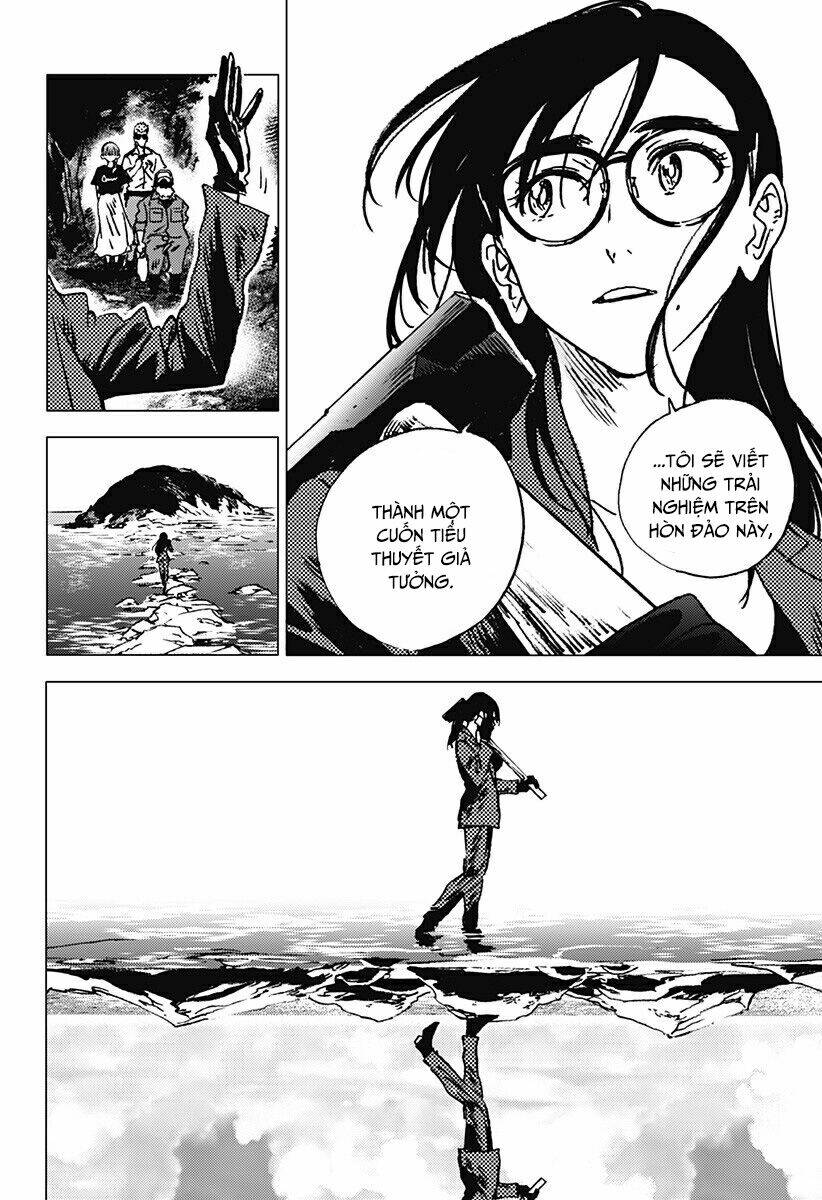 ...TÔI SẼ VIẾT
NHỮNG TRẢI
NGHIỆM TRÊN
HÒN ĐẢO NÀY,
THÀNH MỘT
CUỐN TIỂU
THUYẾT GIẢ
TƯỞNG.